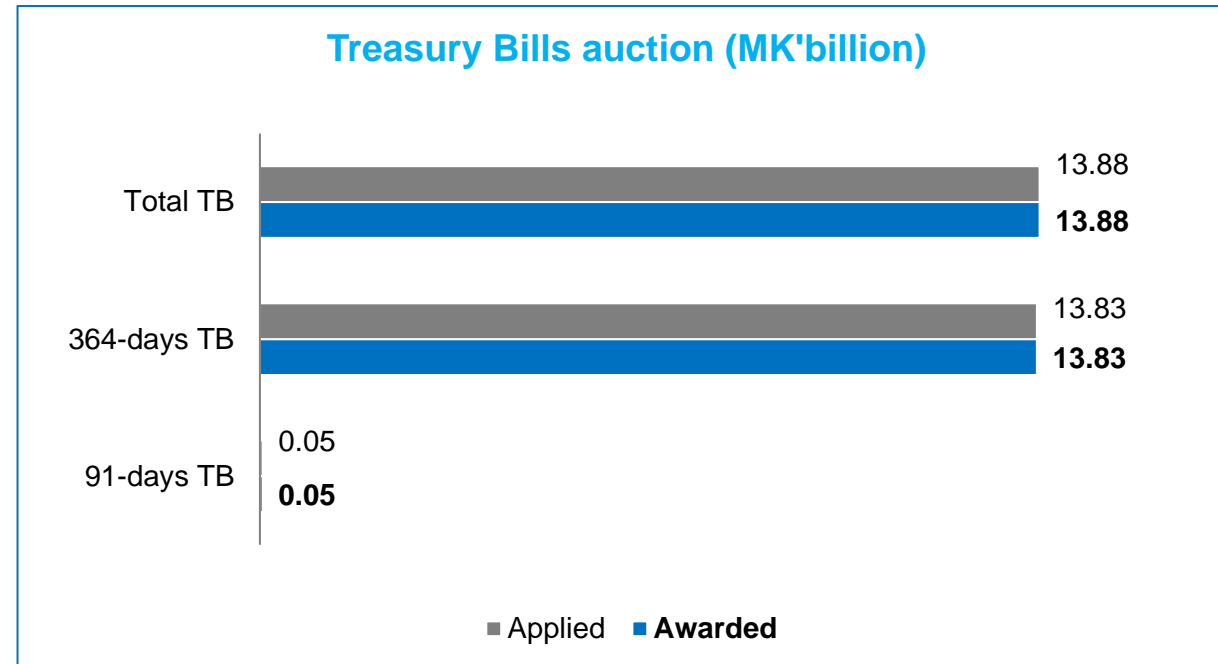 Treasury Bills auction (MK'billion)
Total TB
13.88
13.88
364-days TB
13.83
13.83
91-days TB
0.05
0.05
Applied Awarded